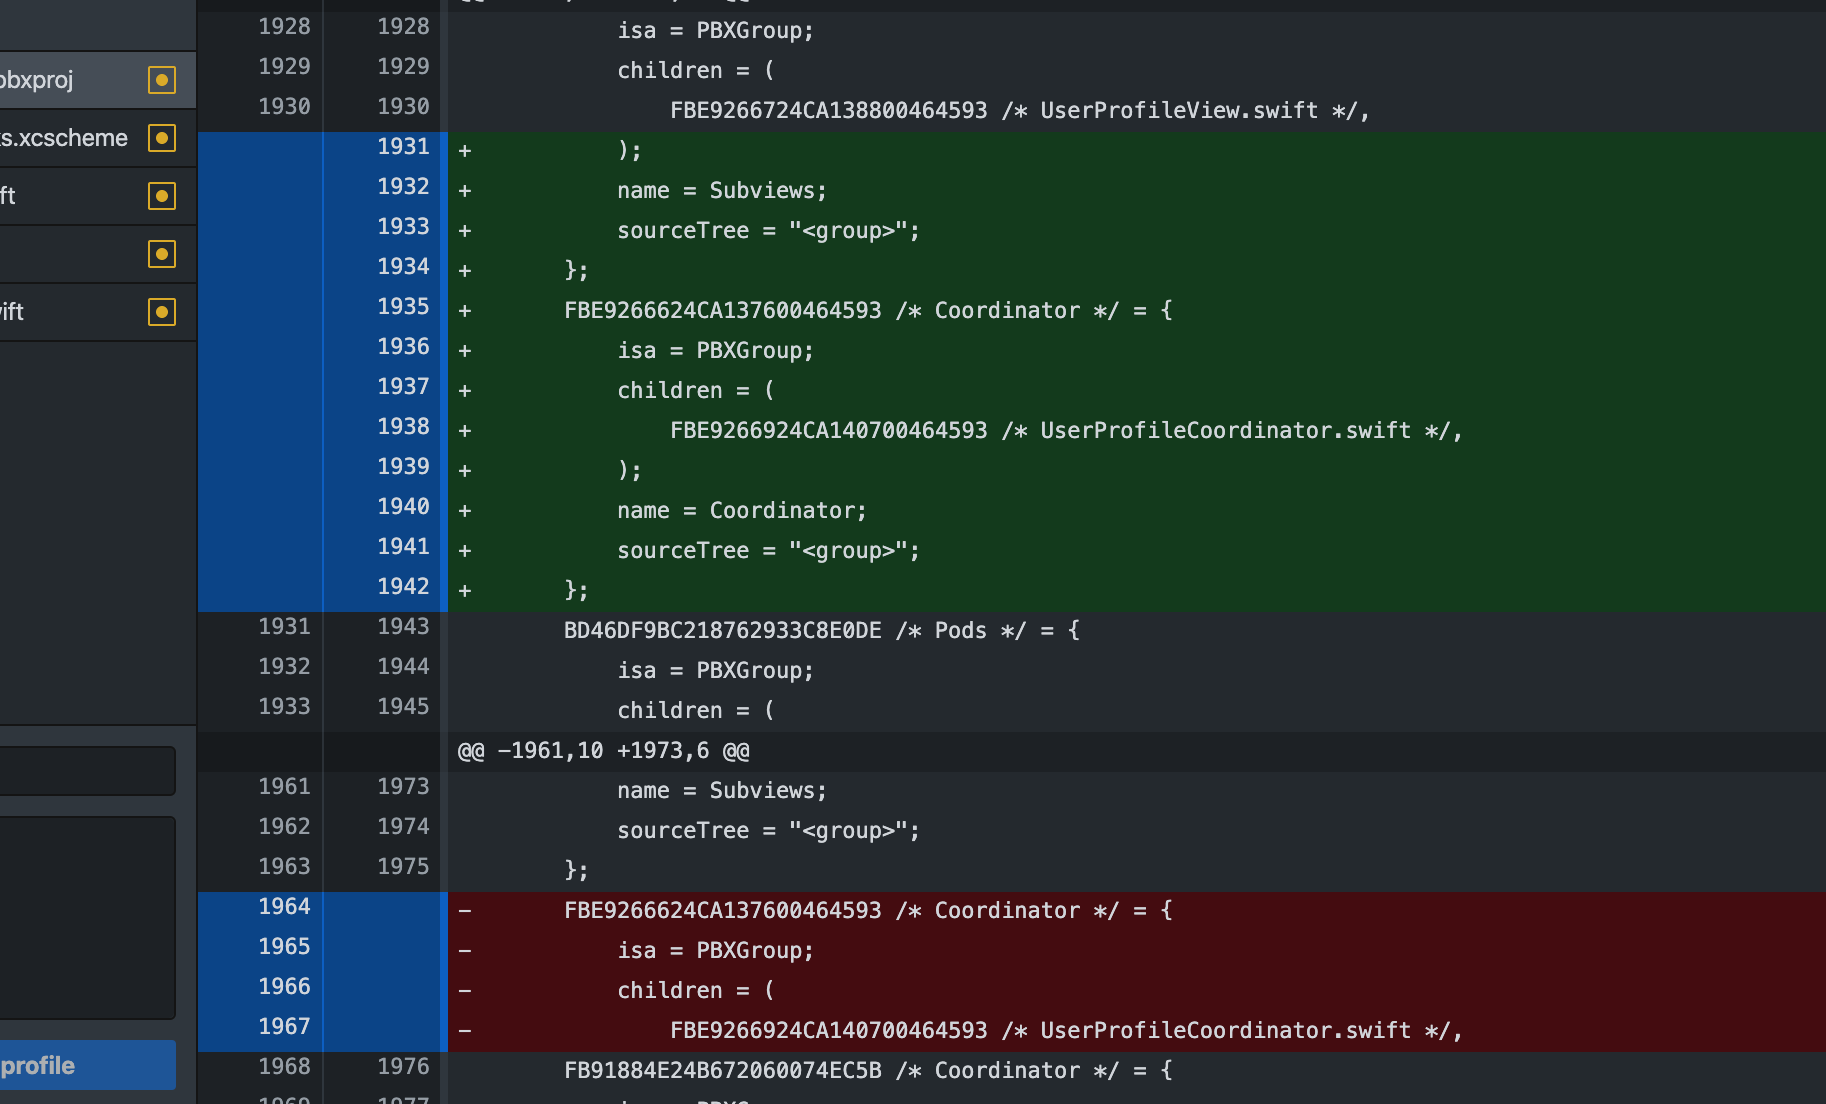 1928 1928 isa = PBXGroup;
pbxproj
1929 1929 children = (
1930 1930 FBE9266724CA138800464593 /* UserProfileView.swift */,
s.xcscheme
1931 + );
ft
1932 + name = Subviews;
1933 + sourceTree = "<group>";
1934 + };
ift
1935 + FBE9266624CA137600464593 /* Coordinator */ = {
1936 + isa = PBXGroup;
1937 + children = (
1938 + FBE9266924CA140700464593 /* UserProfileCoordinator.swift */,
1939 + );
1940 + name = Coordinator;
1941 + sourceTree = "<group>";
1942 + };
1931 1943 BD46DF9BC218762933C8E0DE /* Pods */ = {
1932 1944 isa = PBXGroup;
1933 1945 children = (
@@ -1961,10 +1973,6 @@
1961 1973 name = Subviews;
1962 1974 sourceTree = "<group>";
1963 1975 };
1964 - FBE9266624CA137600464593 /* Coordinator */ = {
1965 - isa = PBXGroup;
1966 - children = (
1967 - FBE9266924CA140700464593 /* UserProfileCoordinator.swift */,
profile
1968 1976 FB91884E24B672060074EC5B /* Coordinator */ = {
1969 1977